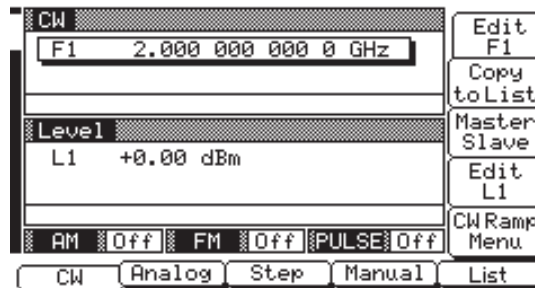 CW
F1 2.000 000 000 0 GHz
Level
L1 +0.00 dBm
AM Off FM Off PULSE Off
Edit
F1
Copy
to List
Master
Slave
Edit
L1
CW Ramp
Menu
CW Analog Step Manual List